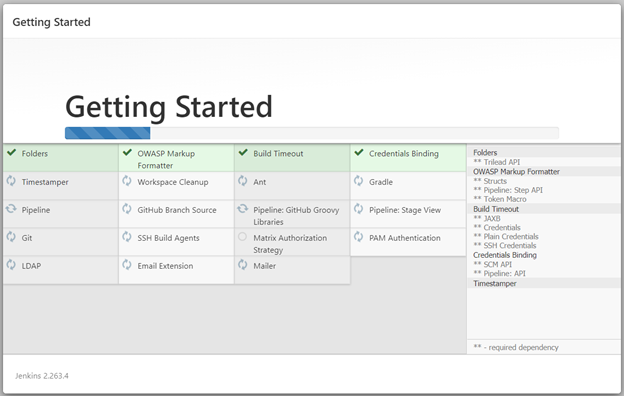 Getting Started
Getting Started
Folders
OWASP Markup
Formatter
Build Timeout
Credentials Binding
Timestamper
Workspace Cleanup
Ant
Gradle
Pipeline
GitHub Branch Source
Pipeline: GitHub Groovy
Libraries
Pipeline: Stage View
Git
SSH Build Agents
Matrix Authorization
Strategy
PAM Authentication
LDAP
Email Extension
Mailer
Folders
** Trilead API
OWASP Markup Formatter
** Structs
** Pipeline: Step API
** Token Macro
Build Timeout
** JAXB
** Credentials
** Plain Credentials
** SSH Credentials
Credentials Binding
** SCM API
** Pipeline: API
Timestamper
** - required dependency
Jenkins 2.263.4